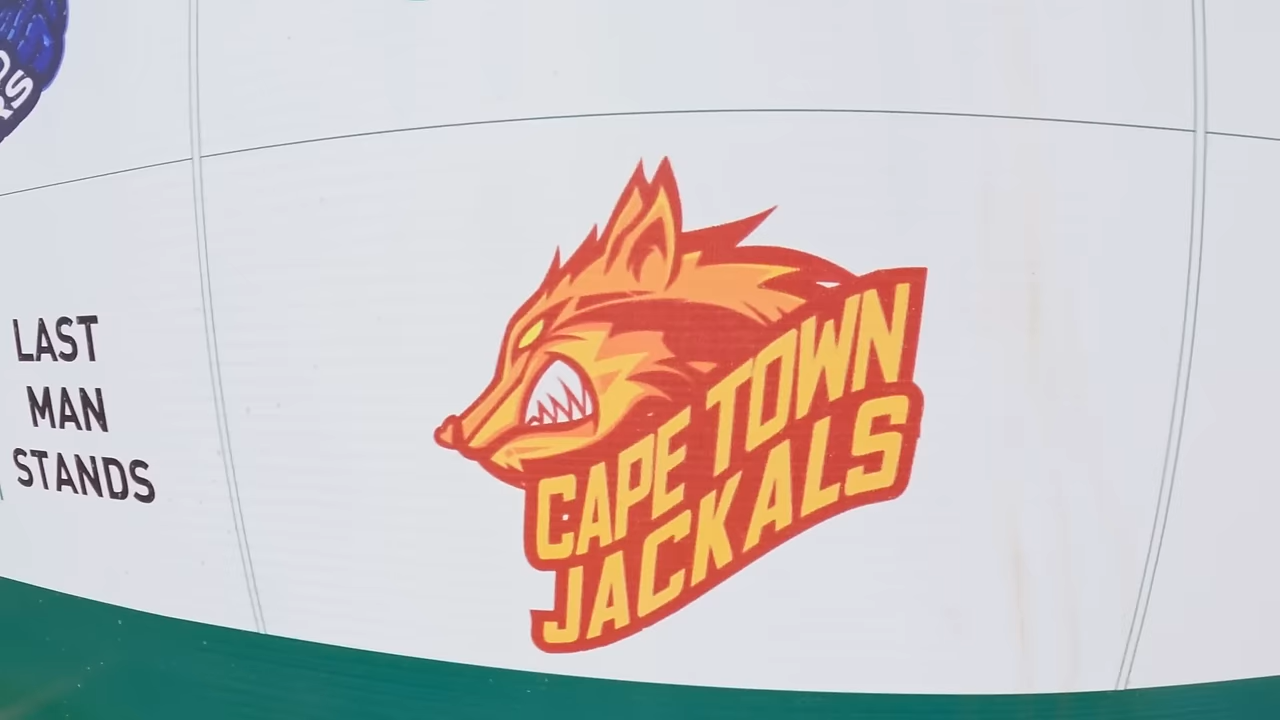 LAST
MAN
STANDS
CAPE TOWN
JACKALS